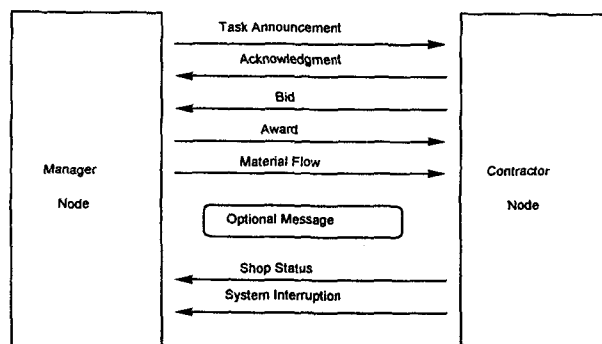 Task Announcement
Acknowledgment
Bid
Award
Material Flow
Manager
Node
Contractor
Node
Optional Message
Shop Status
System Interruption